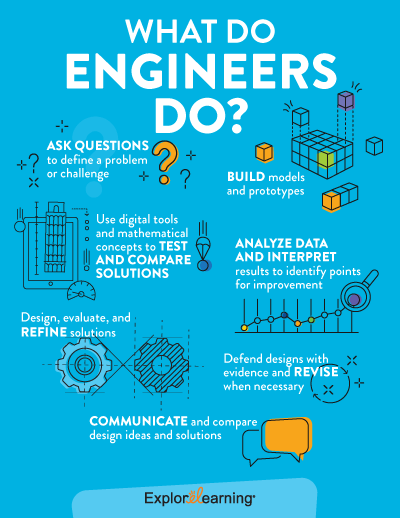 WHAT DO
ENGINEERS
DO?
ASK QUESTIONS
to define a problem
or challenge
BUILD models
and prototypes
Use digital tools
and mathematical
concepts to TEST
AND COMPARE
SOLUTIONS
ANALYZE DATA
AND INTERPRET
results to identify points
for improvement
Design, evaluate, and
REFINE solutions
Defend designs with
evidence and REVISE
when necessary
COMMUNICATE and compare
design ideas and solutions
ExploreLearning®